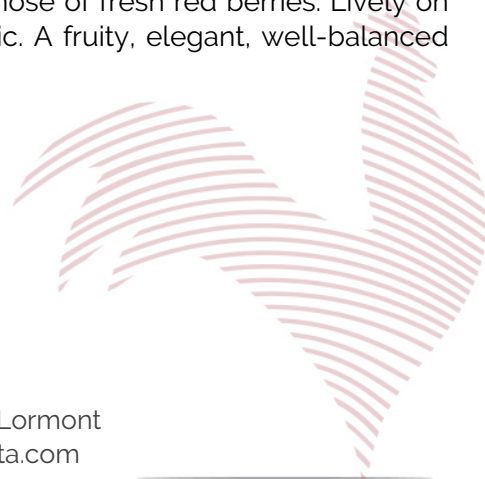 nose of fresh red berries. Lively on
ic. A fruity, elegant, well-balanced
Lormont
ta.com